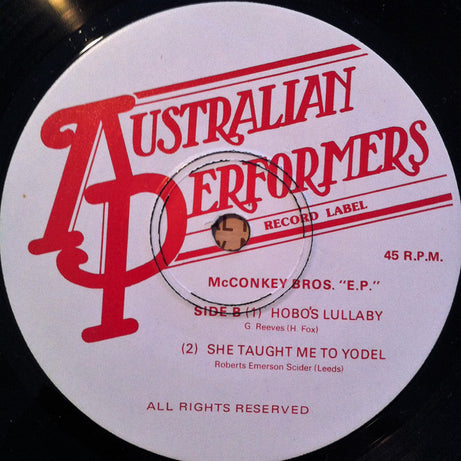 AUSTRALIAN
PERFORMERS
RECORD LABEL
45 R.P.M.
McCONKEY BROS. "E.P."
SIDE B (1) HOBO'S LULLABY
G. Reeves (H. Fox)
(2) SHE TAUGHT ME TO YODEL
Roberts Emerson Scider (Leeds)
ALL RIGHTS RESERVED